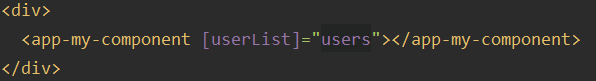 <div>
<app-my-component [userList]="users"></app-my-component>
</div>